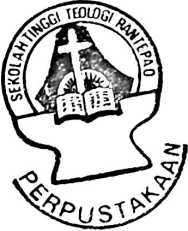 SEKOLAH TINGGI TEOLOGI RANTEPAO
PERPUSTAKAAN